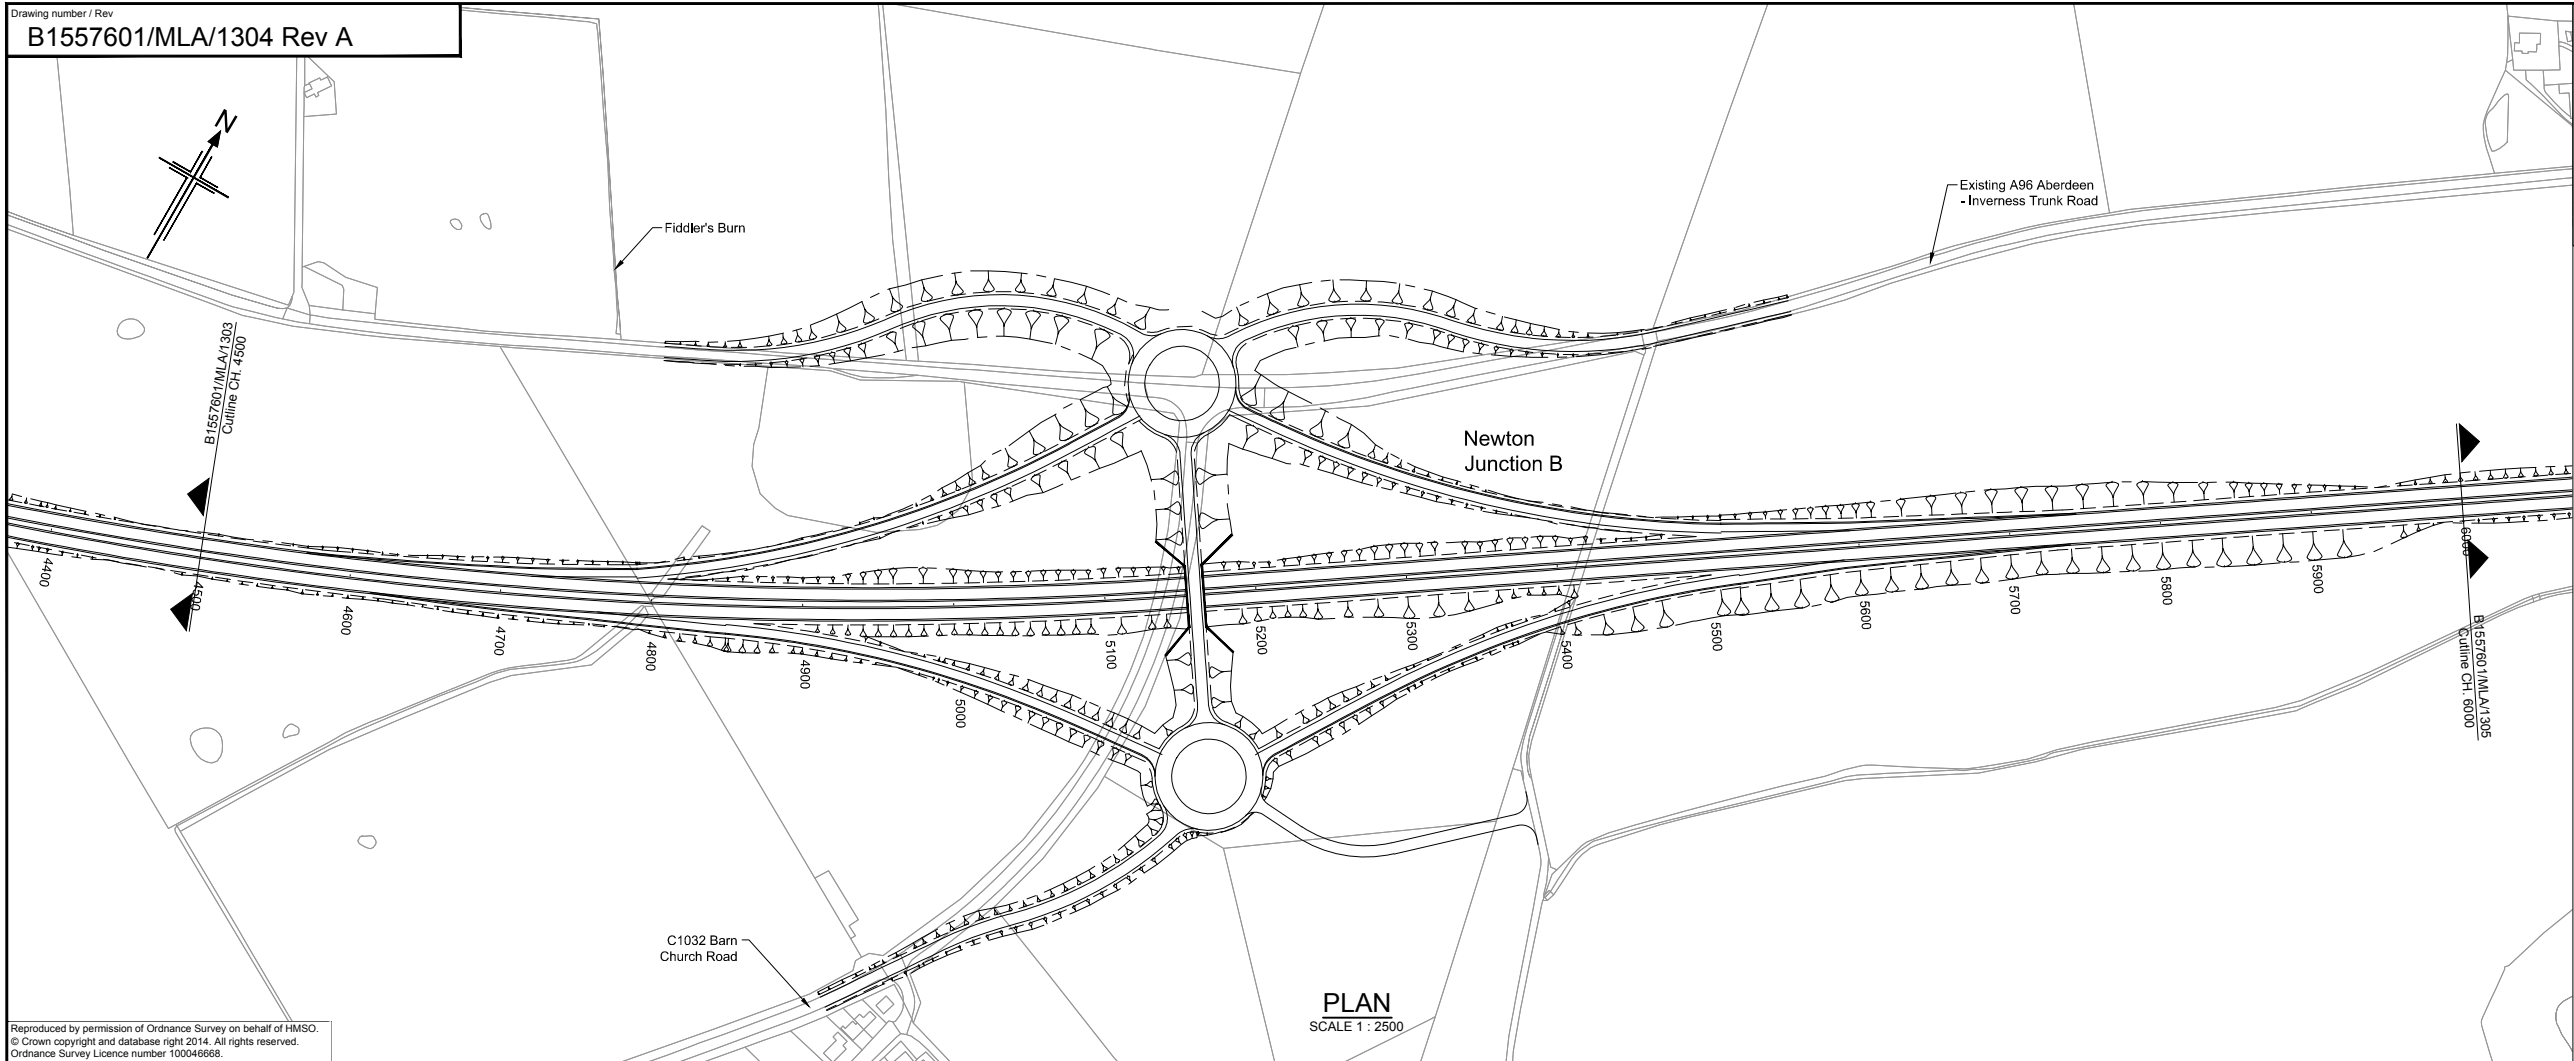 Drawing number / Rev
B1557601/MLA/1304 Rev A
N
Fiddler's Burn
Existing A96 Aberdeen
- Inverness Trunk Road
B1557601/MLA/1303
Cutline CH. 4500
Newton
Junction B
4400
4500
4600
4700
4800
4900
5000
5100
5200
5300
5400
5500
5600
5700
5800
5900
6000
B1557601/MLA/1305
Cutline CH. 6000
C1032 Barn
Church Road
PLAN
SCALE 1 : 2500
Reproduced by permission of Ordnance Survey on behalf of HMSO.
© Crown copyright and database right 2014. All rights reserved.
Ordnance Survey Licence number 100046668.